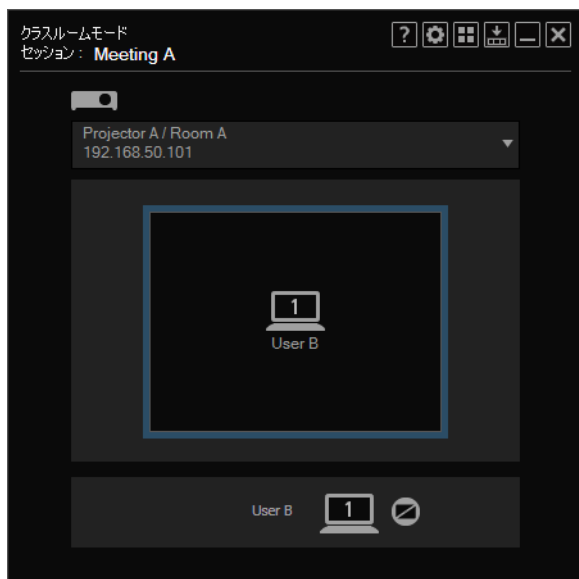 クラスルームモード
セッション： Meeting A
?
Projector A / Room A
192.168.50.101
1
User B
User B 1